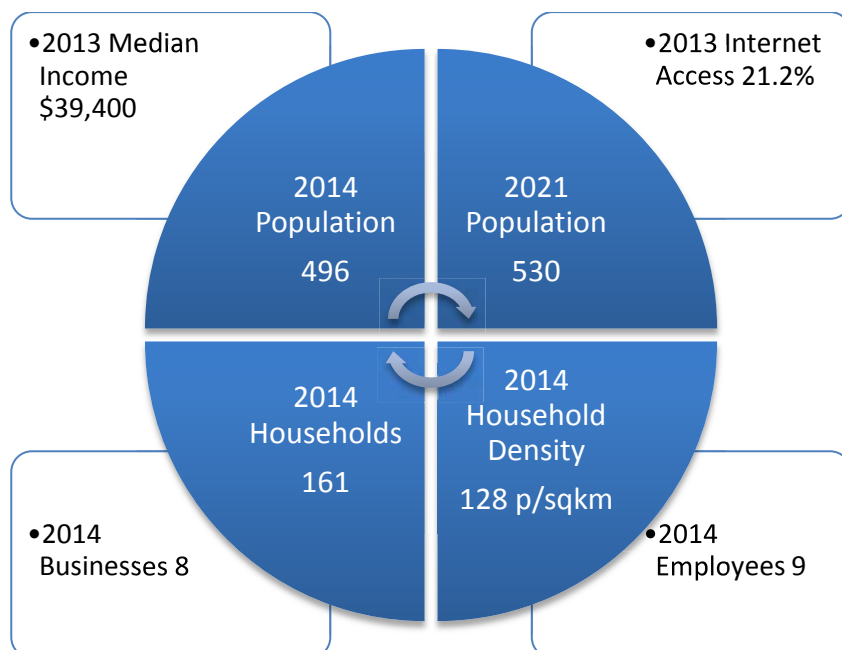 •2013 Median
Income
$39,400
•2013 Internet
Access 21.2%
2014
Population
496
2021
Population
530
2014
Households
161
2014
Household
Density
128 p/sqkm
•2014
Businesses 8
•2014
Employees 9